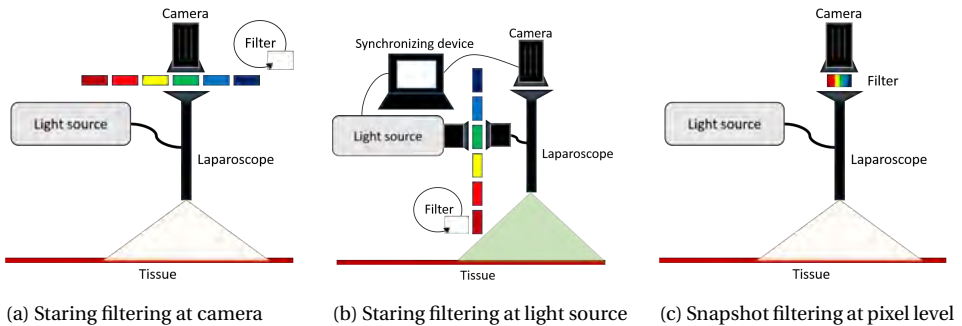 Camera
Filter
Light source
Laparoscope
Tissue
(a) Staring filtering at camera
Synchronizing device
Camera
Light source
Laparoscope
Filter
Tissue
(b) Staring filtering at light source
Camera
Filter
Light source
Laparoscope
Tissue
(c) Snapshot filtering at pixel level